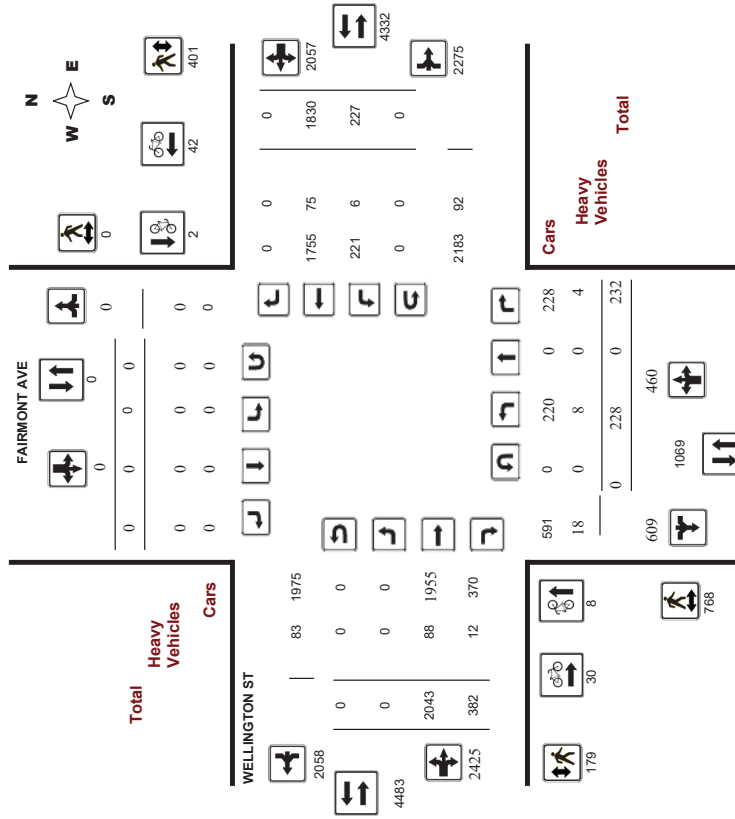 N
W E
S
FAIRMONT AVE
0
0
0
0
2
42
401
0 0 0 0
0 0 0 0 0
0 0 0 0 0
Total
Heavy
Vehicles
Cars
WELLINGTON ST
2058
4483
2425
83 1975
0 0 0
0 0 0
2043 88 1955
382 12 370
0 0 0
1755 75 1830
221 6 227
0 0 0
2183 92
2057
4332
2275
Cars
Heavy
Vehicles
Total
591 0 220 0 228
18 0 8 0 4
0 228 0 232
609
1069
460
179
30
8
768